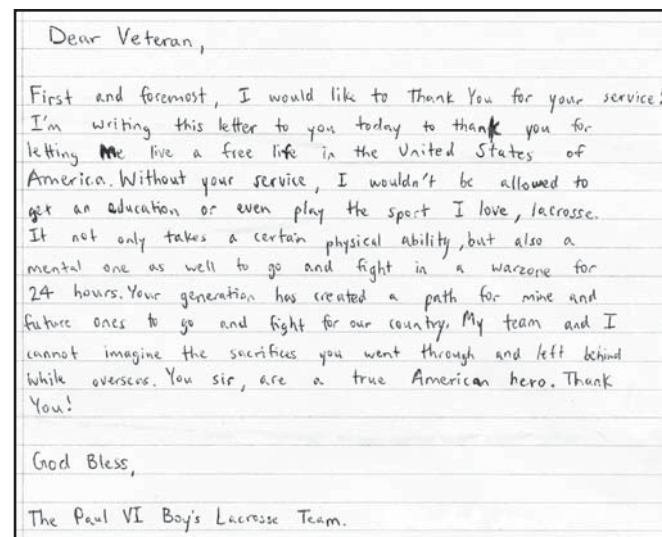 Dear Veteran,
First and foremost, I would like to Thank You for your service!
I'm writing this letter to you today to thank you for
letting me live a free life in the United States of
America. Without your service, I wouldn't be allowed to
get an education or even play the sport I love, lacrosse.
It not only takes a certain physical ability, but also a
mental one as well to go and fight in a warzone for
24 hours. Your generation has created a path for mine and
future ones to go and fight for our country. My team and I
cannot imagine the sacrifices you went through and left behind
while overseas. You sir, are a true American hero. Thank
You!
God Bless,
The Paul VI Boy's Lacrosse Team.